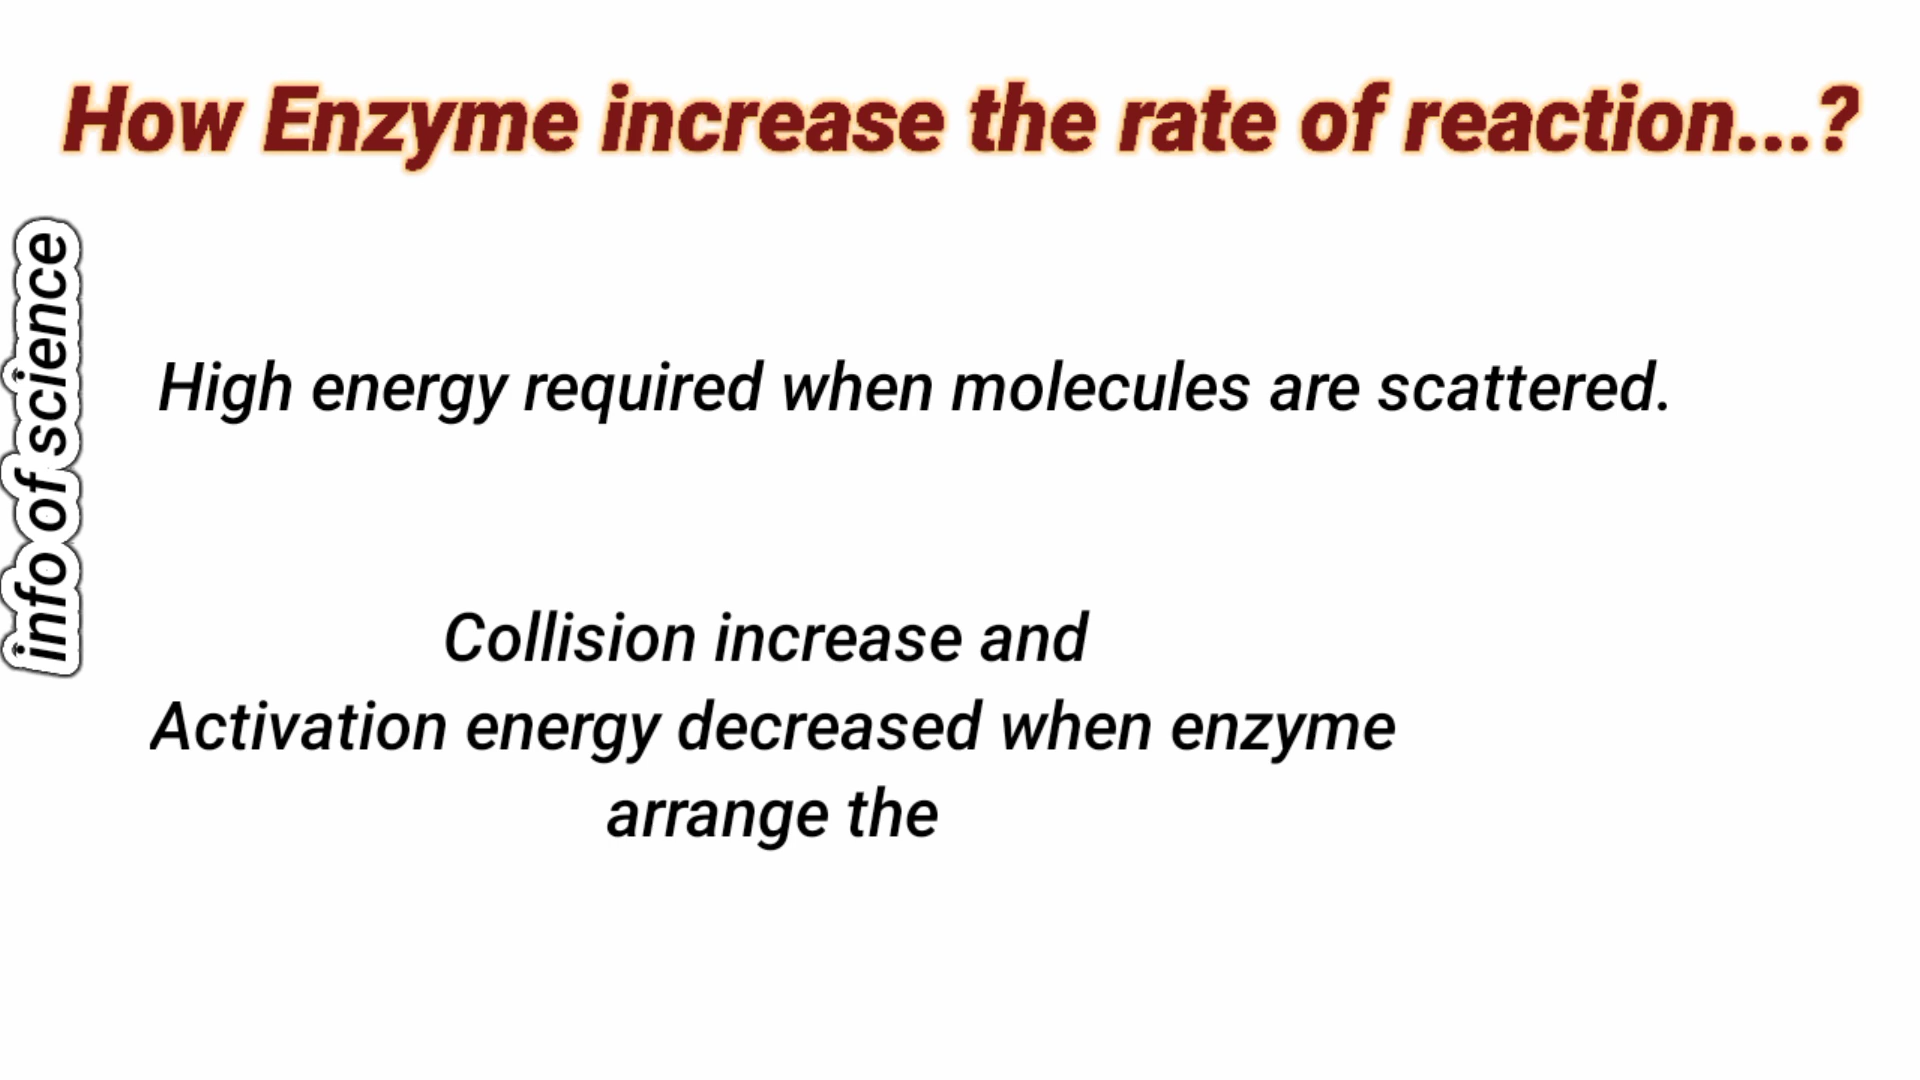 How Enzyme increase the rate of reaction...?
info of science
High energy required when molecules are scattered.
Collision increase and
Activation energy decreased when enzyme
arrange the